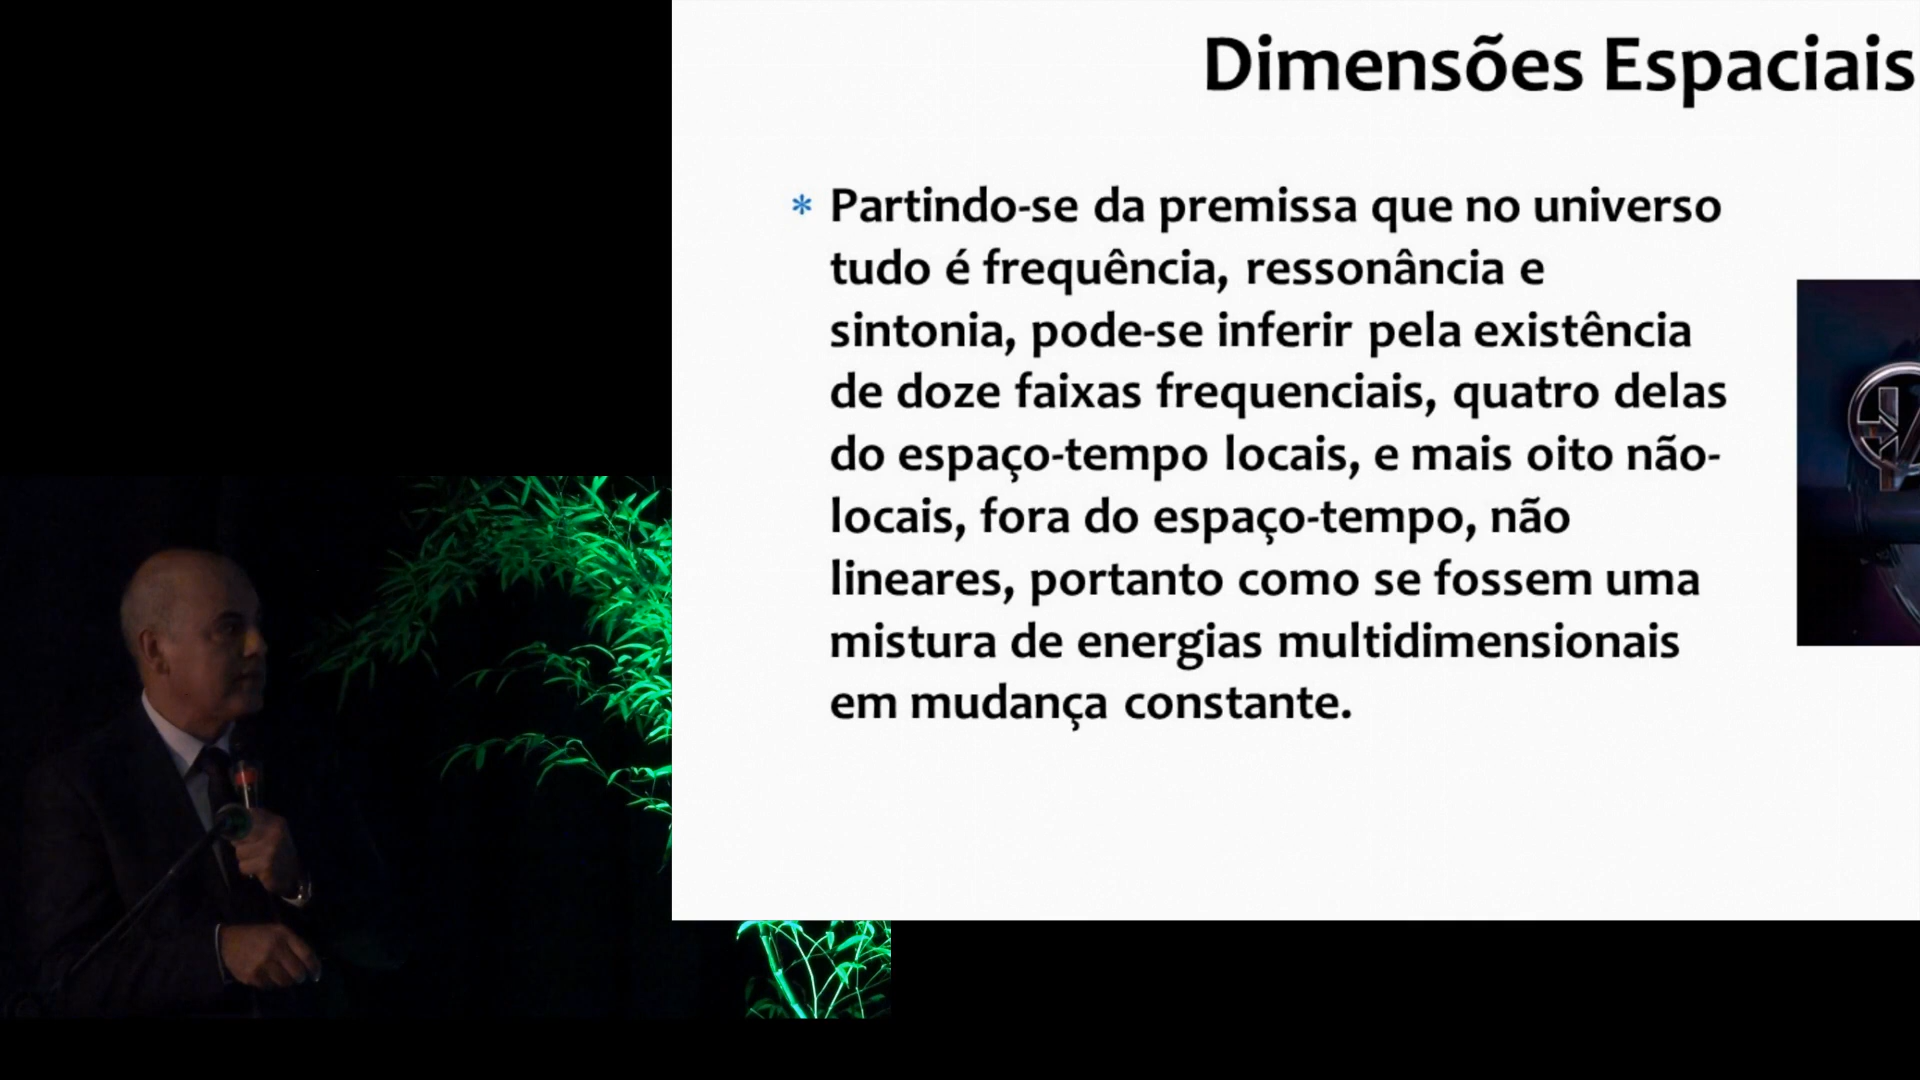 Dimensões Espaciais
* Partindo-se da premissa que no universo
tudo é frequência, ressonância e
sintonia, pode-se inferir pela existência
de doze faixas frequenciais, quatro delas
do espaço-tempo locais, e mais oito não-
locais, fora do espaço-tempo, não
lineares, portanto como se fossem uma
mistura de energias multidimensionais
em mudança constante.